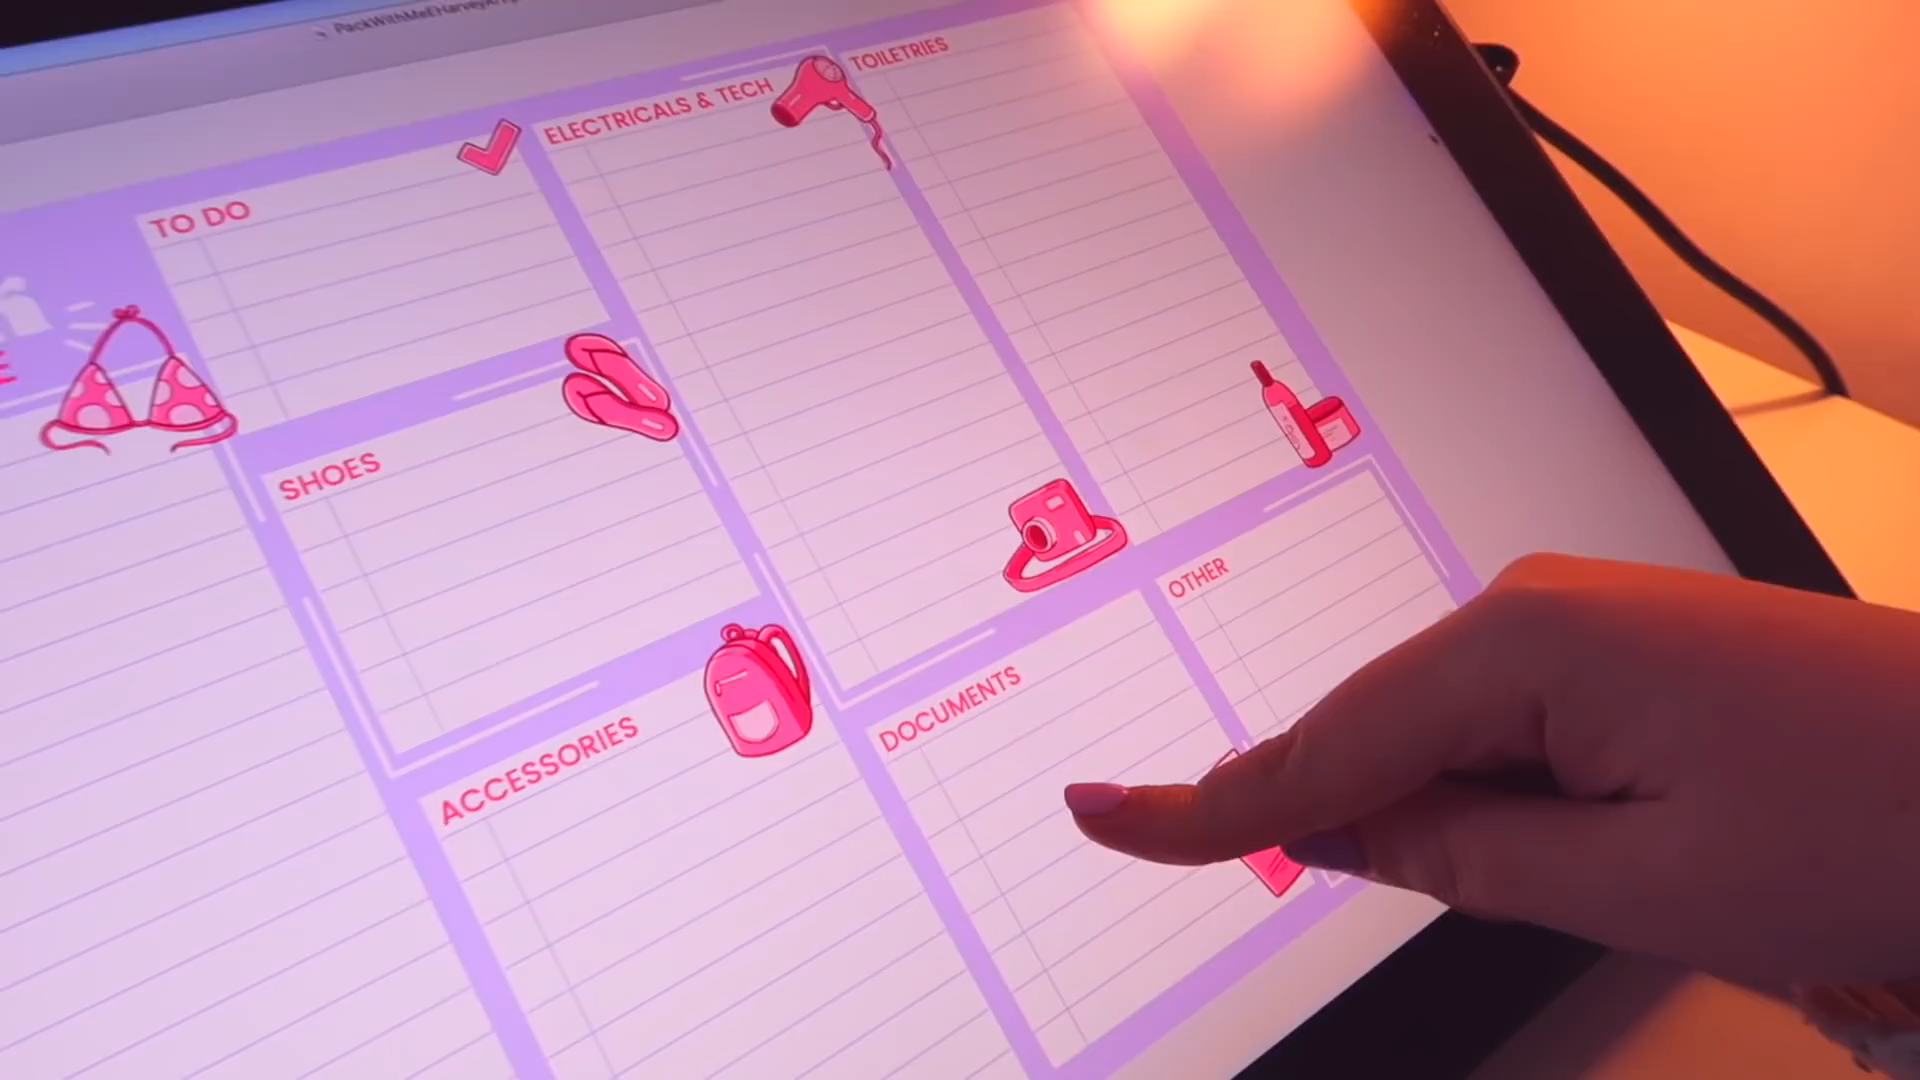 TO DO
ELECTRICALS & TECH
TOILETRIES
SHOES
ACCESSORIES
DOCUMENTS
OTHER